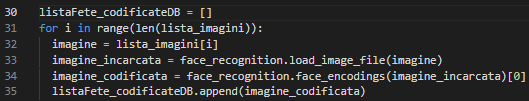 30 listaFete_codificateDB = []
31 for i in range(len(lista_imagini)):
32   imagine = lista_imagini[i]
33   imagine_incarcata = face_recognition.load_image_file(imagine)
34   imagine_codificata = face_recognition.face_encodings(imagine_incarcata)[0]
35   listaFete_codificateDB.append(imagine_codificata)